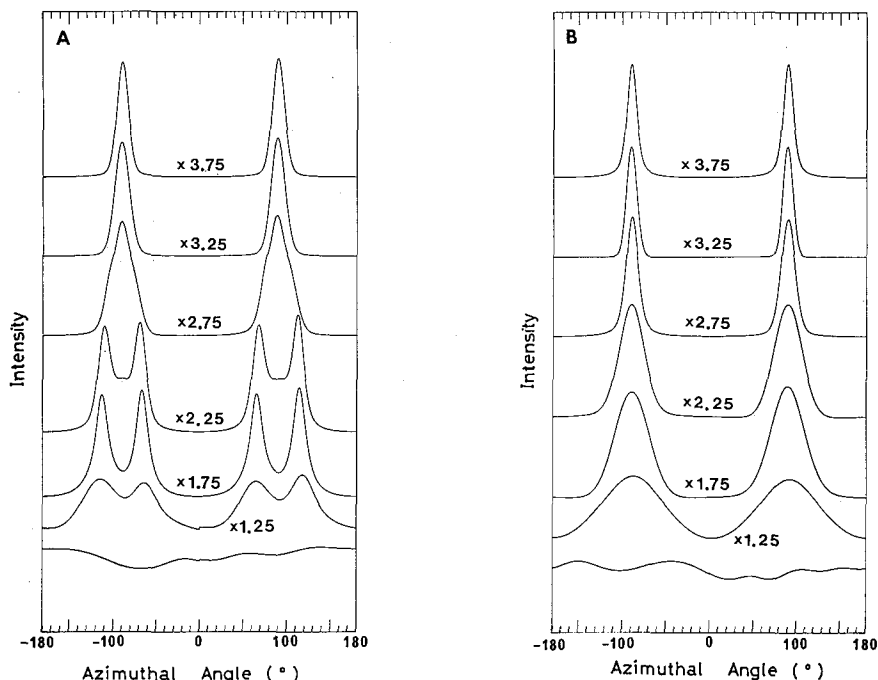 A
× 3.75
×3.25
×2.75
×2.25
×1.75
×1.25
Intensity
-180 -100 0 100 180
Azimuthal Angle ( ° )
B
× 3.75
×3.25
×2.75
×2.25
×1.75
×1.25
Intensity
-180 -100 0 100 180
Azimuthal Angle ( ° )